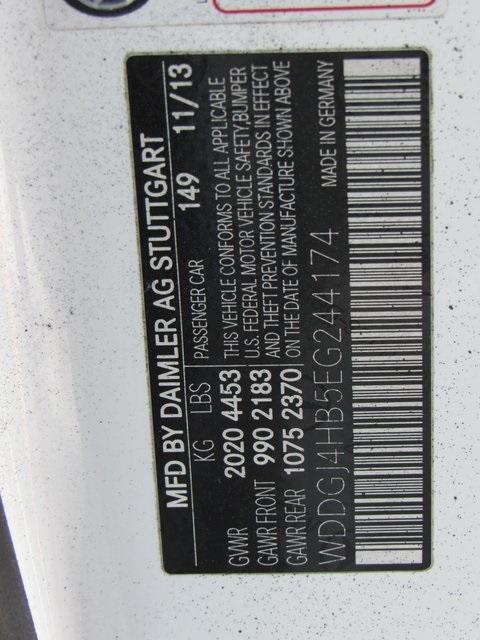 MFD BY DAIMLER AG STUTTGART
KG LBS PASSENGER CAR 149 11/13
GVWR 2020 4453 THIS VEHICLE CONFORMS TO ALL APPLICABLE
GAWR FRONT 990 2183 U.S. FEDERAL MOTOR VEHICLE SAFETY,BUMPER
GAWR REAR 1075 2370 AND THEFT PREVENTION STANDARDS IN EFFECT
ON THE DATE OF MANUFACTURE SHOWN ABOVE
WDDGJ4HB5EG244174 MADE IN GERMANY